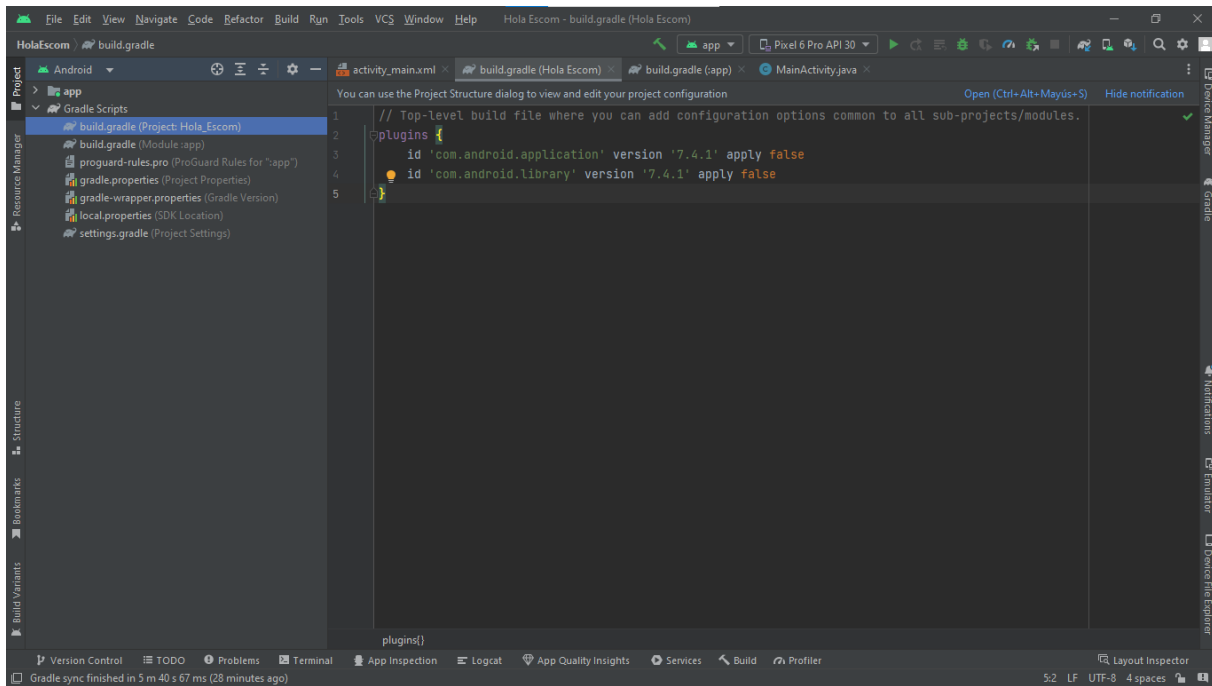 File Edit View Navigate Code Refactor Build Run Tools VCS Window Help Hola Escom - build.gradle (Hola Escom)
HolaEscom build.gradle app Pixel 6 Pro API 30
Project
Android
activity_main.xml build.gradle (Hola Escom) build.gradle (:app) MainActivity.java
app
Gradle Scripts
build.gradle (Project: Hola_Escom)
build.gradle (Module :app)
proguard-rules.pro (ProGuard Rules for ":app")
gradle.properties (Project Properties)
gradle-wrapper.properties (Gradle Version)
local.properties (SDK Location)
settings.gradle (Project Settings)
Resource Manager
Structure
Bookmarks
Build Variants
You can use the Project Structure dialog to view and edit your project configuration Open (Ctrl+Alt+Mayús+S) Hide notification
1 // Top-level build file where you can add configuration options common to all sub-projects/modules.
2 plugins {
3 id 'com.android.application' version '7.4.1' apply false
4 id 'com.android.library' version '7.4.1' apply false
5 }
plugins{}
Device Manager
Gradle
Notifications
Emulator
Device File Explorer
Version Control TODO Problems Terminal App Inspection Logcat App Quality Insights Services Build Profiler Layout Inspector
Gradle sync finished in 5 m 40 s 67 ms (28 minutes ago) 5:2 LF UTF-8 4 spaces